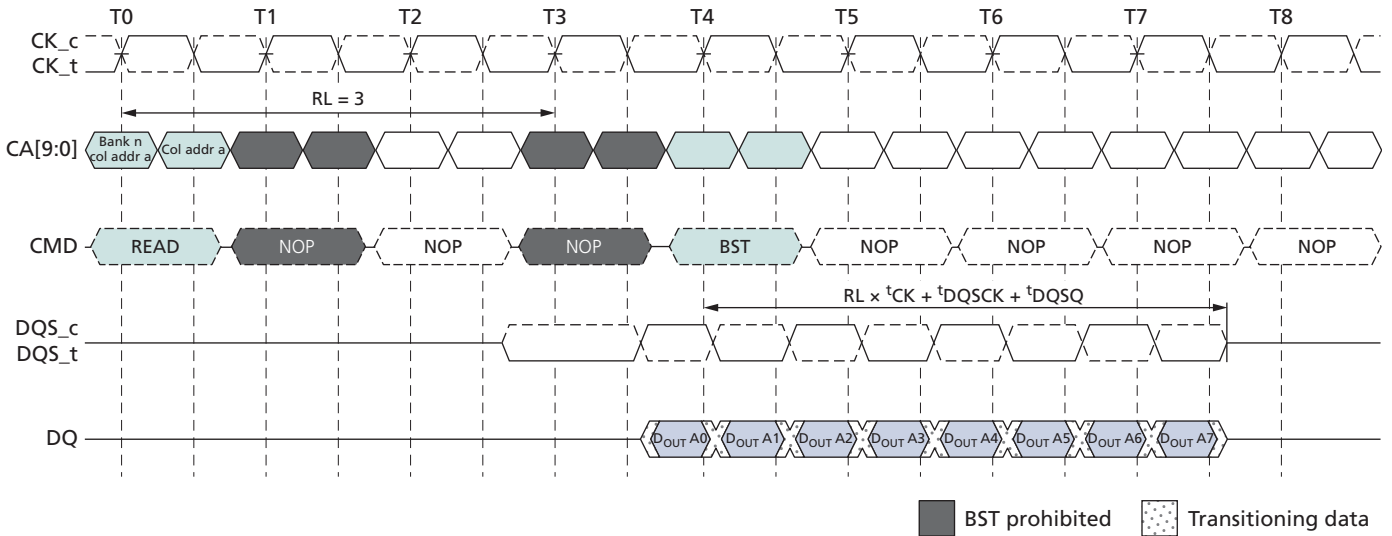 T0 T1 T2 T3 T4 T5 T6 T7 T8
CK_c
CK_t
RL = 3
CA[9:0]
Bank n
col addr a
Col addr a
CMD
READ NOP NOP NOP BST NOP NOP NOP NOP
RL × tCK + tDQSCK + tDQSQ
DQS_c
DQS_t
DQ
DOUT A0 DOUT A1 DOUT A2 DOUT A3 DOUT A4 DOUT A5 DOUT A6 DOUT A7
BST prohibited
Transitioning data